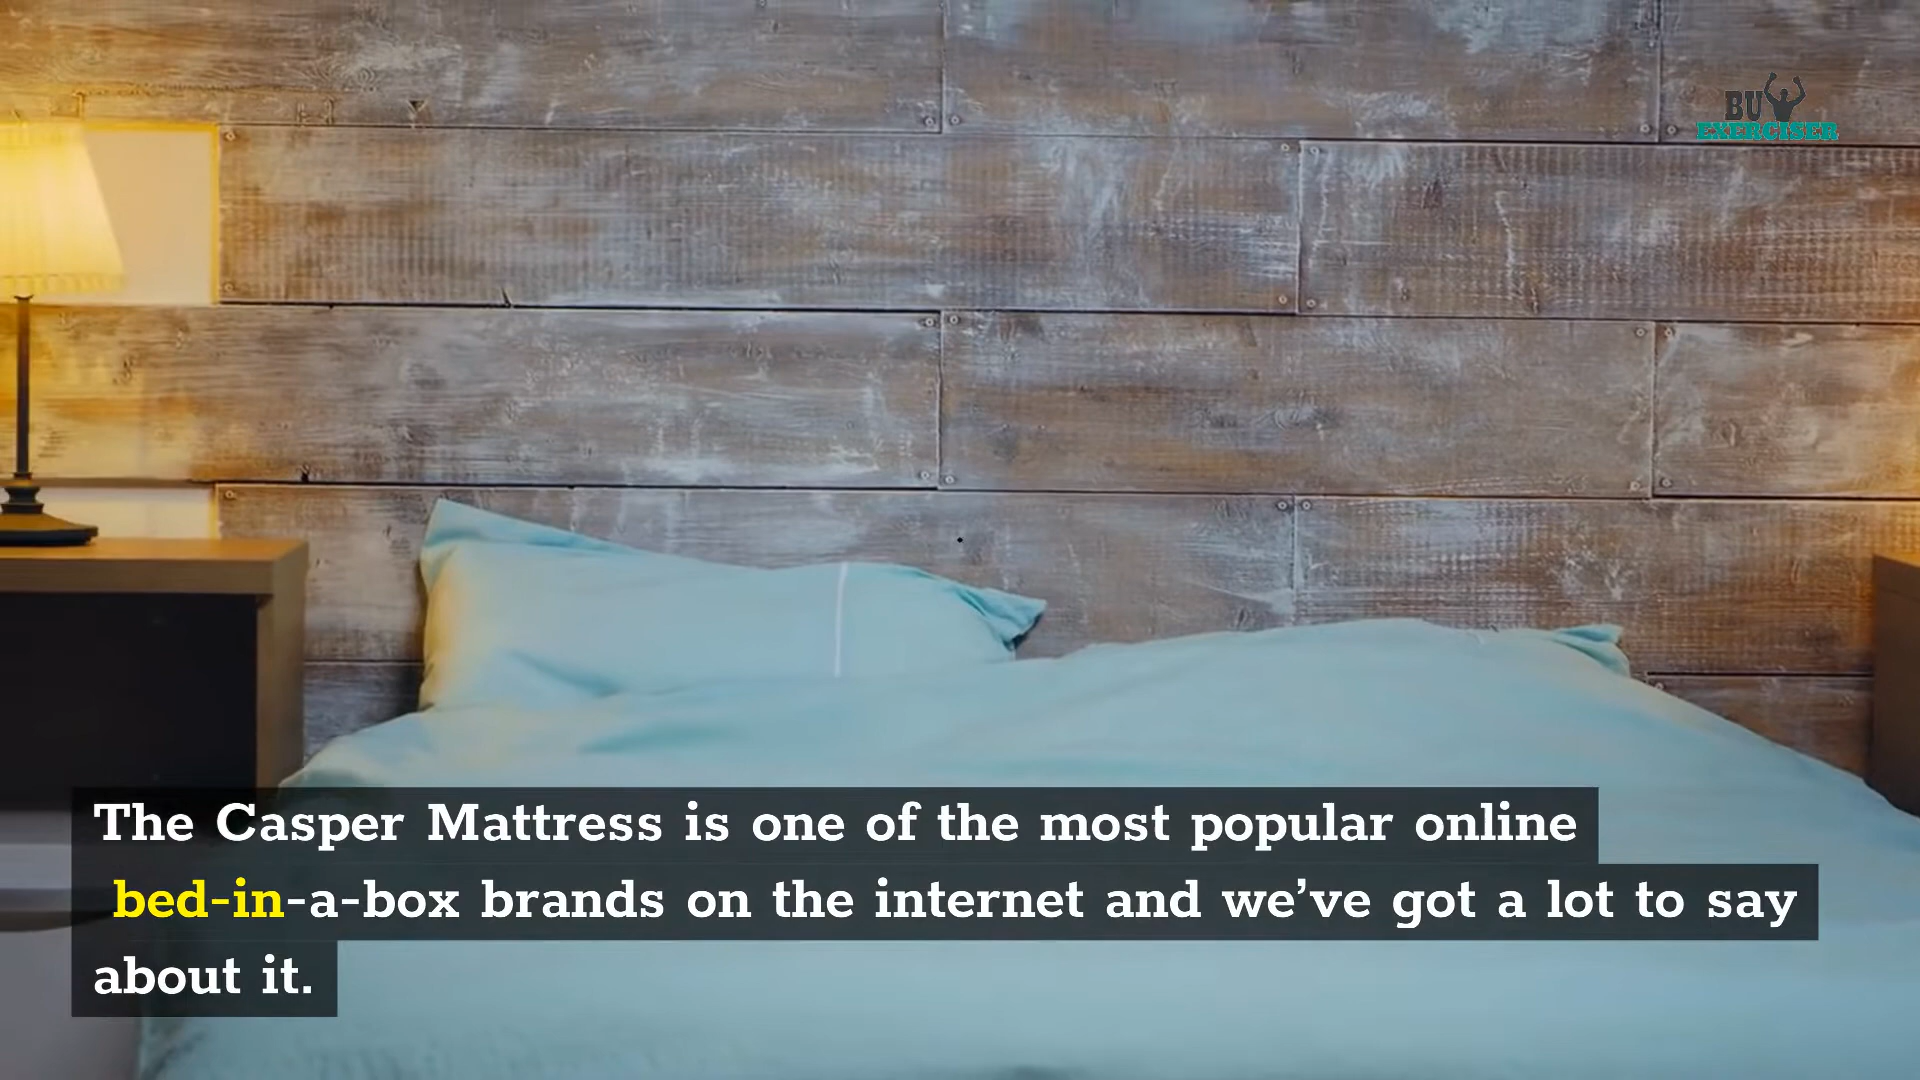 BU
EXERCISER
The Casper Mattress is one of the most popular online
bed-in-a-box brands on the internet and we’ve got a lot to say
about it.